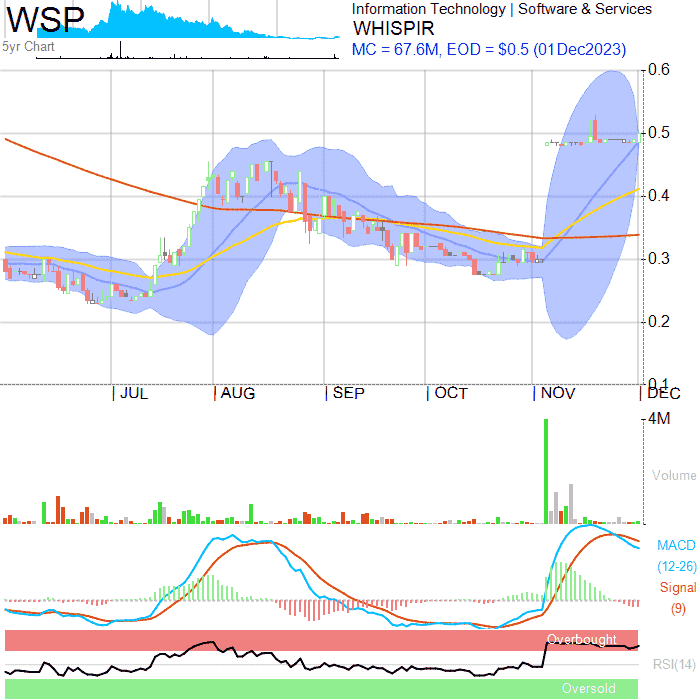 WSP
Information Technology | Software & Services
WHISPIR
5yr Chart
MC = 67.6M, EOD = $0.5 (01Dec2023)
0.6
0.5
0.4
0.3
0.2
0.1
| JUL | AUG | SEP | OCT | NOV | DEC
4M
Volume
MACD
(12-26)
Signal
(9)
Overbought
RSI(14)
Oversold